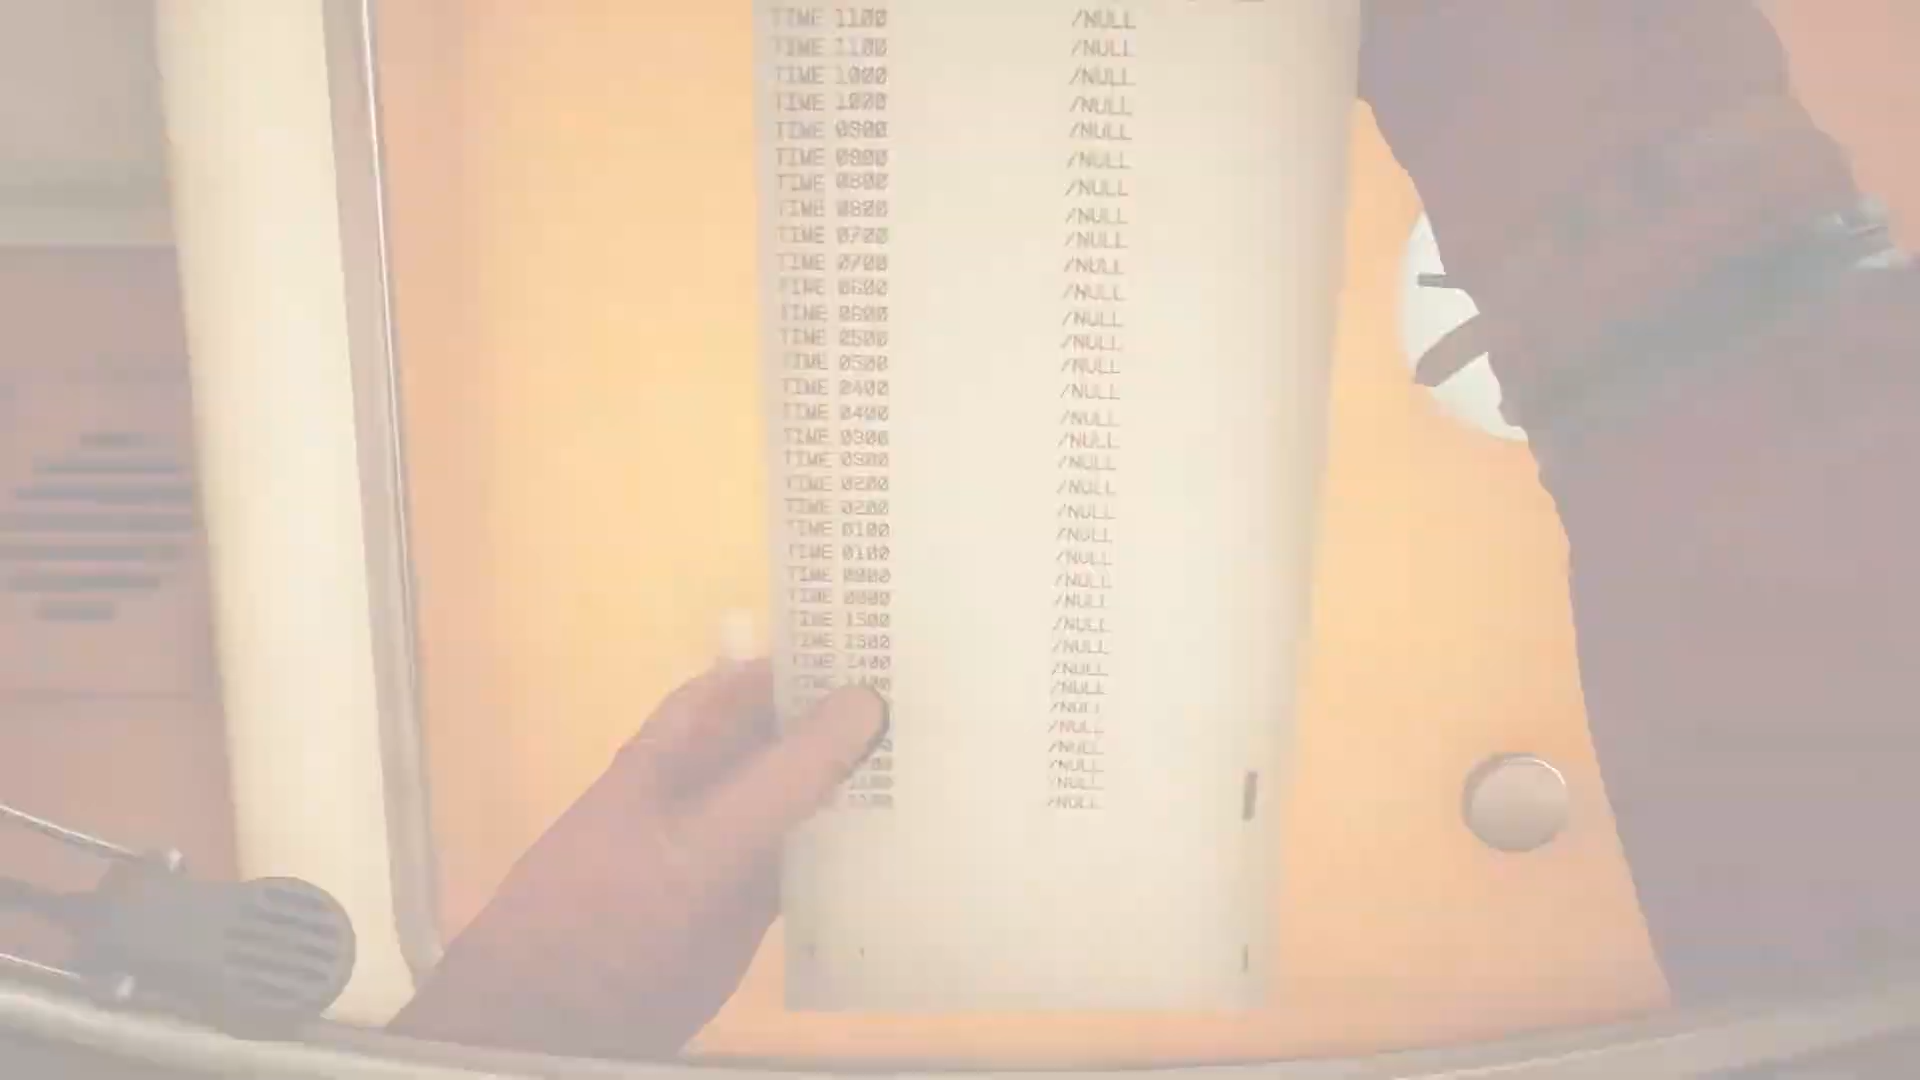 TIME 1100 /NULL
TIME 1100 /NULL
TIME 1000 /NULL
TIME 1000 /NULL
TIME 0900 /NULL
TIME 0900 /NULL
TIME 0800 /NULL
TIME 0800 /NULL
TIME 0700 /NULL
TIME 0700 /NULL
TIME 0600 /NULL
TIME 0600 /NULL
TIME 0500 /NULL
TIME 0500 /NULL
TIME 0400 /NULL
TIME 0400 /NULL
TIME 0300 /NULL
TIME 0300 /NULL
TIME 0200 /NULL
TIME 0200 /NULL
TIME 0100 /NULL
TIME 0100 /NULL
TIME 0000 /NULL
TIME 0000 /NULL
TIME 1500 /NULL
TIME 1500 /NULL
TIME 1400 /NULL
TIME /NULL
/NULL
/NULL
/NULL
/NULL
/NULL
/NULL